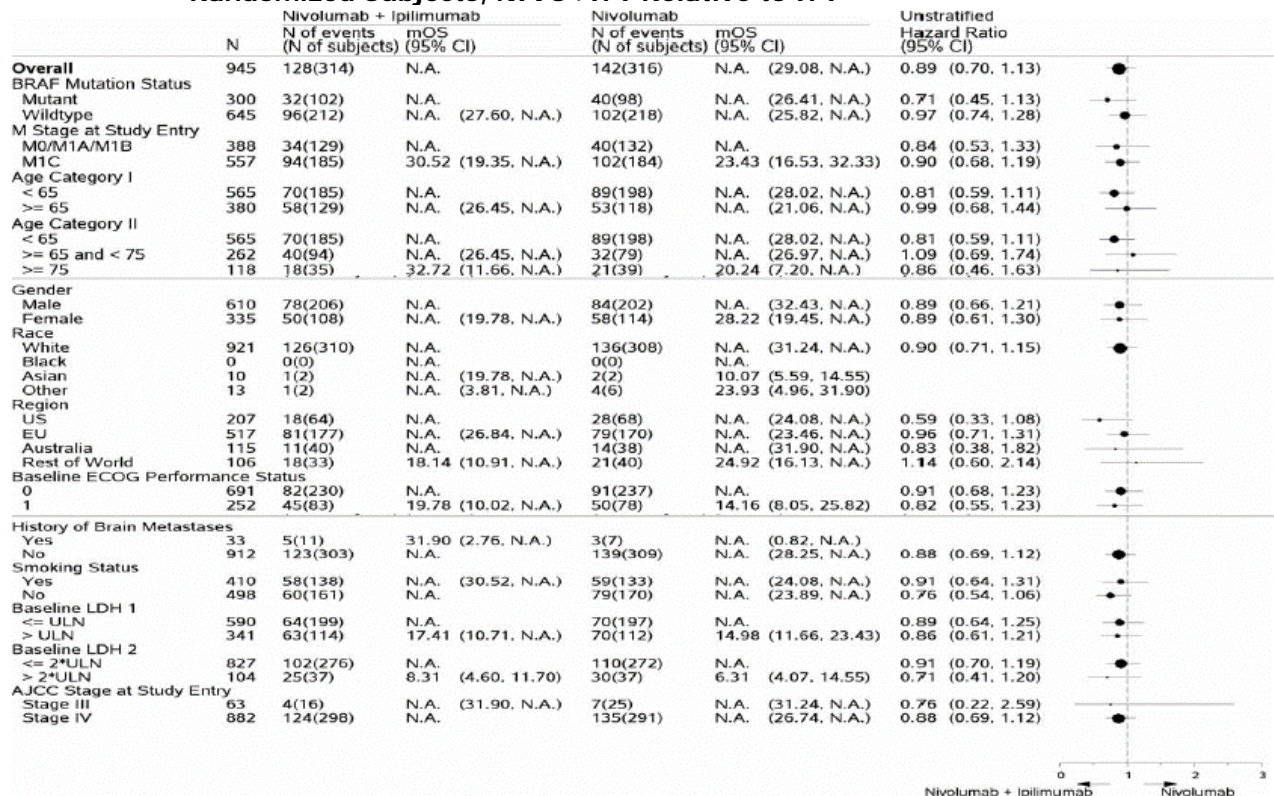 Randomized Subjects, NIVO+IPI Relative to IPI
Nivolumab + Ipilimumab Nivolumab Unstratified
N of events mOS N of events mOS Hazard Ratio
N (N of subjects) (95% CI) (N of subjects) (95% CI) (95% CI)
Overall 945 128(314) N.A. 142(316) N.A. (29.08, N.A.) 0.89 (0.70, 1.13)
BRAF Mutation Status
Mutant 300 32(102) N.A. 40(98) N.A. (26.41, N.A.) 0.71 (0.45, 1.13)
Wildtype 645 96(212) N.A. (27.60, N.A.) 102(218) N.A. (25.82, N.A.) 0.97 (0.74, 1.28)
M Stage at Study Entry
M0/M1A/M1B 388 34(129) N.A. 40(132) N.A. 0.84 (0.53, 1.33)
M1C 557 94(185) 30.52 (19.35, N.A.) 102(184) 23.43 (16.53, 32.33) 0.90 (0.68, 1.19)
Age Category I
< 65 565 70(185) N.A. 89(198) N.A. (28.02, N.A.) 0.81 (0.59, 1.11)
>= 65 380 58(129) N.A. (26.45, N.A.) 53(118) N.A. (21.06, N.A.) 0.99 (0.68, 1.44)
Age Category II
< 65 565 70(185) N.A. 89(198) N.A. (28.02, N.A.) 0.81 (0.59, 1.11)
>= 65 and < 75 262 40(94) N.A. (26.45, N.A.) 32(79) N.A. (26.97, N.A.) 1.09 (0.69, 1.74)
>= 75 118 18(35) 32.72 (11.66, N.A.) 21(39) 20.24 (7.20, N.A.) 0.86 (0.46, 1.63)
Gender
Male 610 78(206) N.A. 84(202) N.A. (32.43, N.A.) 0.89 (0.66, 1.21)
Female 335 50(108) N.A. (19.78, N.A.) 58(114) 28.22 (19.45, N.A.) 0.89 (0.61, 1.30)
Race
White 921 126(310) N.A. 136(308) N.A. (31.24, N.A.) 0.90 (0.71, 1.15)
Black 0 0(0) N.A. 0(0) N.A.
Asian 10 1(2) N.A. (19.78, N.A.) 2(2) 10.07 (5.59, 14.55)
Other 13 1(2) N.A. (3.81, N.A.) 4(6) 23.93 (4.96, 31.90)
Region
US 207 18(64) N.A. 28(68) N.A. (24.08, N.A.) 0.59 (0.33, 1.08)
EU 517 81(177) N.A. (26.84, N.A.) 79(170) N.A. (23.46, N.A.) 0.96 (0.71, 1.31)
Australia 115 11(40) N.A. 14(38) N.A. (31.90, N.A.) 0.83 (0.38, 1.82)
Rest of World 106 18(33) 18.14 (10.91, N.A.) 21(40) 24.92 (16.13, N.A.) 1.14 (0.60, 2.14)
Baseline ECOG Performance Status
0 691 82(230) N.A. 91(237) N.A. 0.91 (0.68, 1.23)
1 252 45(83) 19.78 (10.02, N.A.) 50(78) 14.16 (8.05, 25.82) 0.82 (0.55, 1.23)
History of Brain Metastases
Yes 33 5(11) 31.90 (2.76, N.A.) 3(7) N.A. (0.82, N.A.)
No 912 123(303) N.A. 139(309) N.A. (28.25, N.A.) 0.88 (0.69, 1.12)
Smoking Status
Yes 410 58(138) N.A. (30.52, N.A.) 59(133) N.A. (24.08, N.A.) 0.91 (0.64, 1.31)
No 498 60(161) N.A. 79(170) N.A. (23.89, N.A.) 0.76 (0.54, 1.06)
Baseline LDH 1
<= ULN 590 64(199) N.A. 70(197) N.A. 0.89 (0.64, 1.25)
> ULN 341 63(114) 17.41 (10.71, N.A.) 70(112) 14.98 (11.66, 23.43) 0.86 (0.61, 1.21)
Baseline LDH 2
<= 2*ULN 827 102(276) N.A. 110(272) N.A. 0.91 (0.70, 1.19)
> 2*ULN 104 25(37) 8.31 (4.60, 11.70) 30(37) 6.31 (4.07, 14.55) 0.71 (0.41, 1.20)
AJCC Stage at Study Entry
Stage III 63 4(16) N.A. (31.90, N.A.) 7(25) N.A. (31.24, N.A.) 0.76 (0.22, 2.59)
Stage IV 882 124(298) N.A. 135(291) N.A. (26.74, N.A.) 0.88 (0.69, 1.12)
0 1 2 3
Nivolumab + Ipilimumab Nivolumab